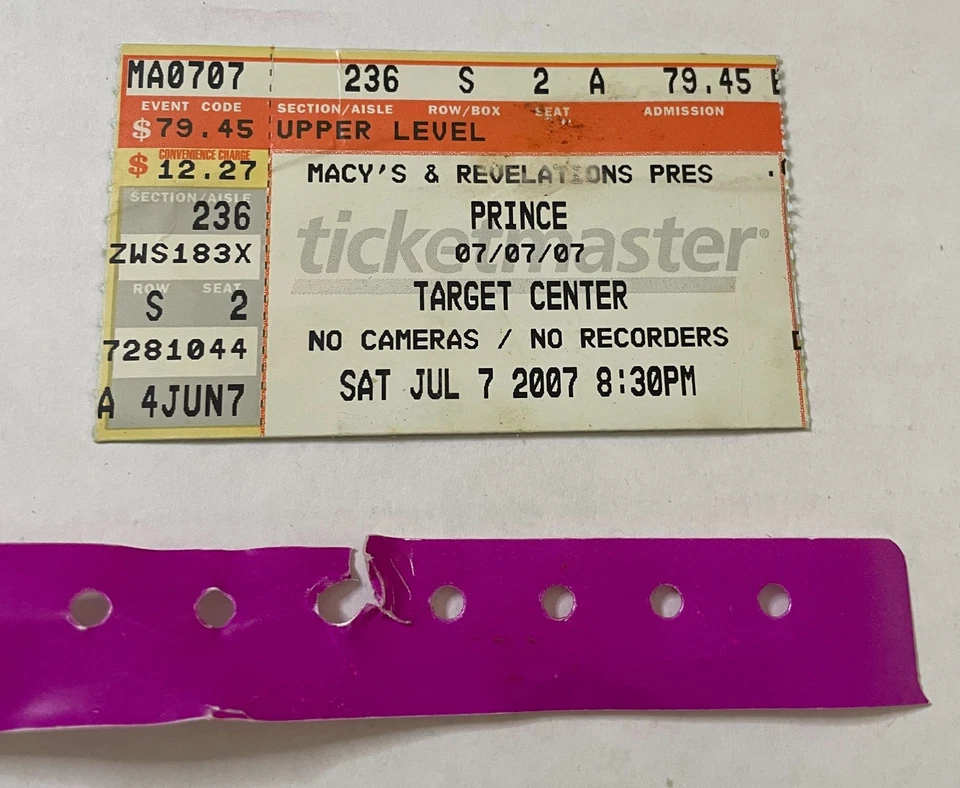 MA0707 236 S 2 A 79.45
EVENT CODE SECTION/AISLE ROW/BOX SEAT ADMISSION
$79.45 UPPER LEVEL
CONVENIENCE CHARGE
$ 12.27
MACY'S & REVELATIONS PRES
SECTION/AISLE
236
PRINCE
ticketmaster®
ZWS183X
07/07/07
ROW SEAT
S 2
TARGET CENTER
7281044
NO CAMERAS / NO RECORDERS
A 4JUN7
SAT JUL 7 2007 8:30PM